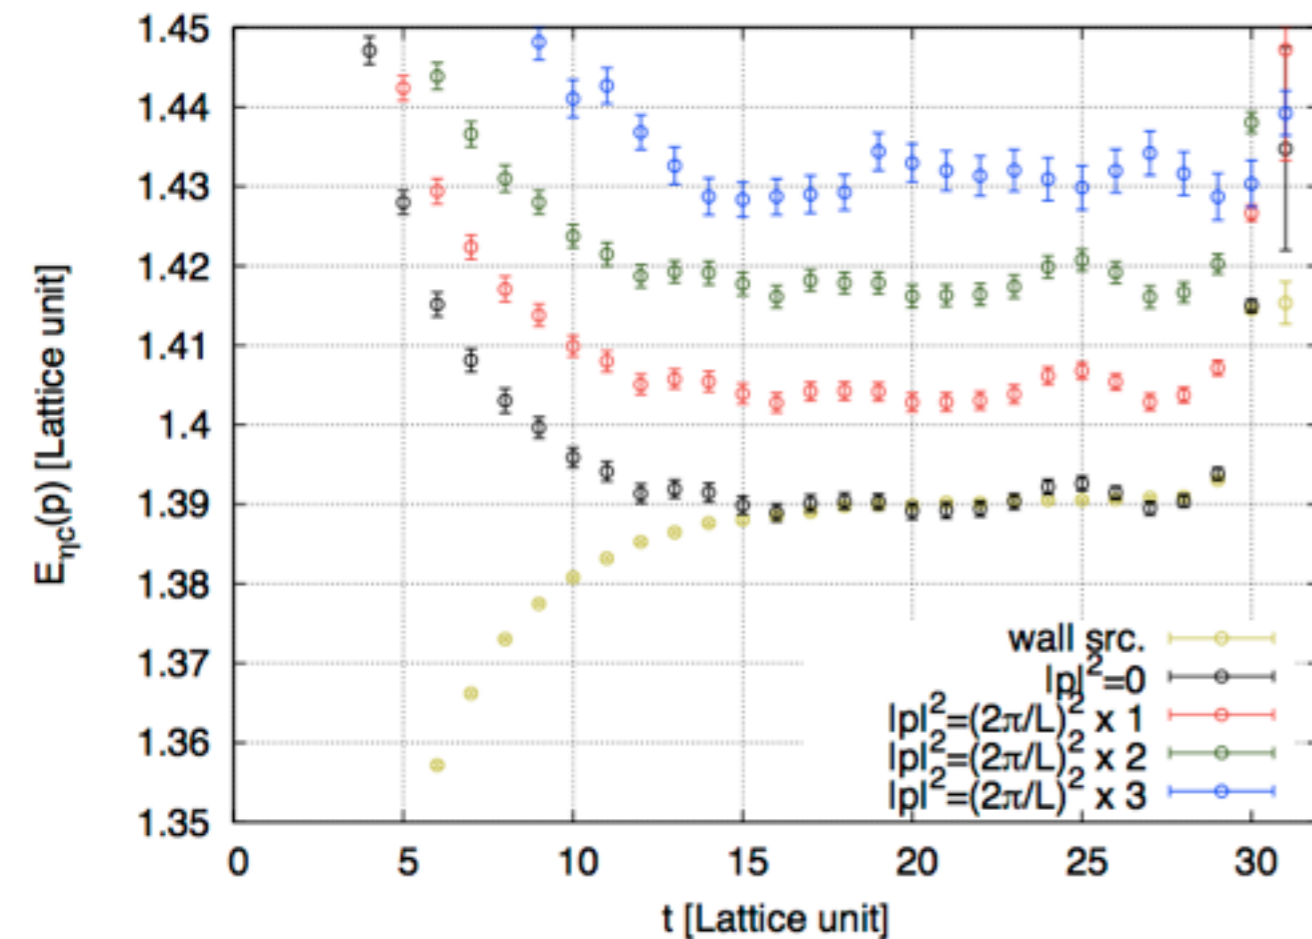 1.45
1.44
1.43
1.42
1.41
1.4
1.39
1.38
1.37
1.36
1.35
E_ηc(p) [Lattice unit]
wall src.
|p|²=0
|p|²=(2π/L)² x 1
|p|²=(2π/L)² x 2
|p|²=(2π/L)² x 3
0 5 10 15 20 25 30
t [Lattice unit]